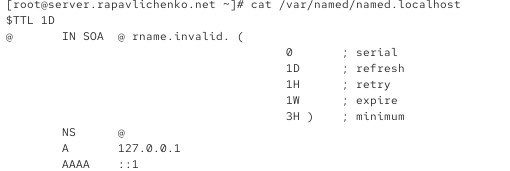 [root@server.rapavlichenko.net ~]# cat /var/named/named.localhost
$TTL 1D
@ IN SOA @ rname.invalid. (
0 ; serial
1D ; refresh
1H ; retry
1W ; expire
3H ) ; minimum
NS @
A 127.0.0.1
AAAA ::1